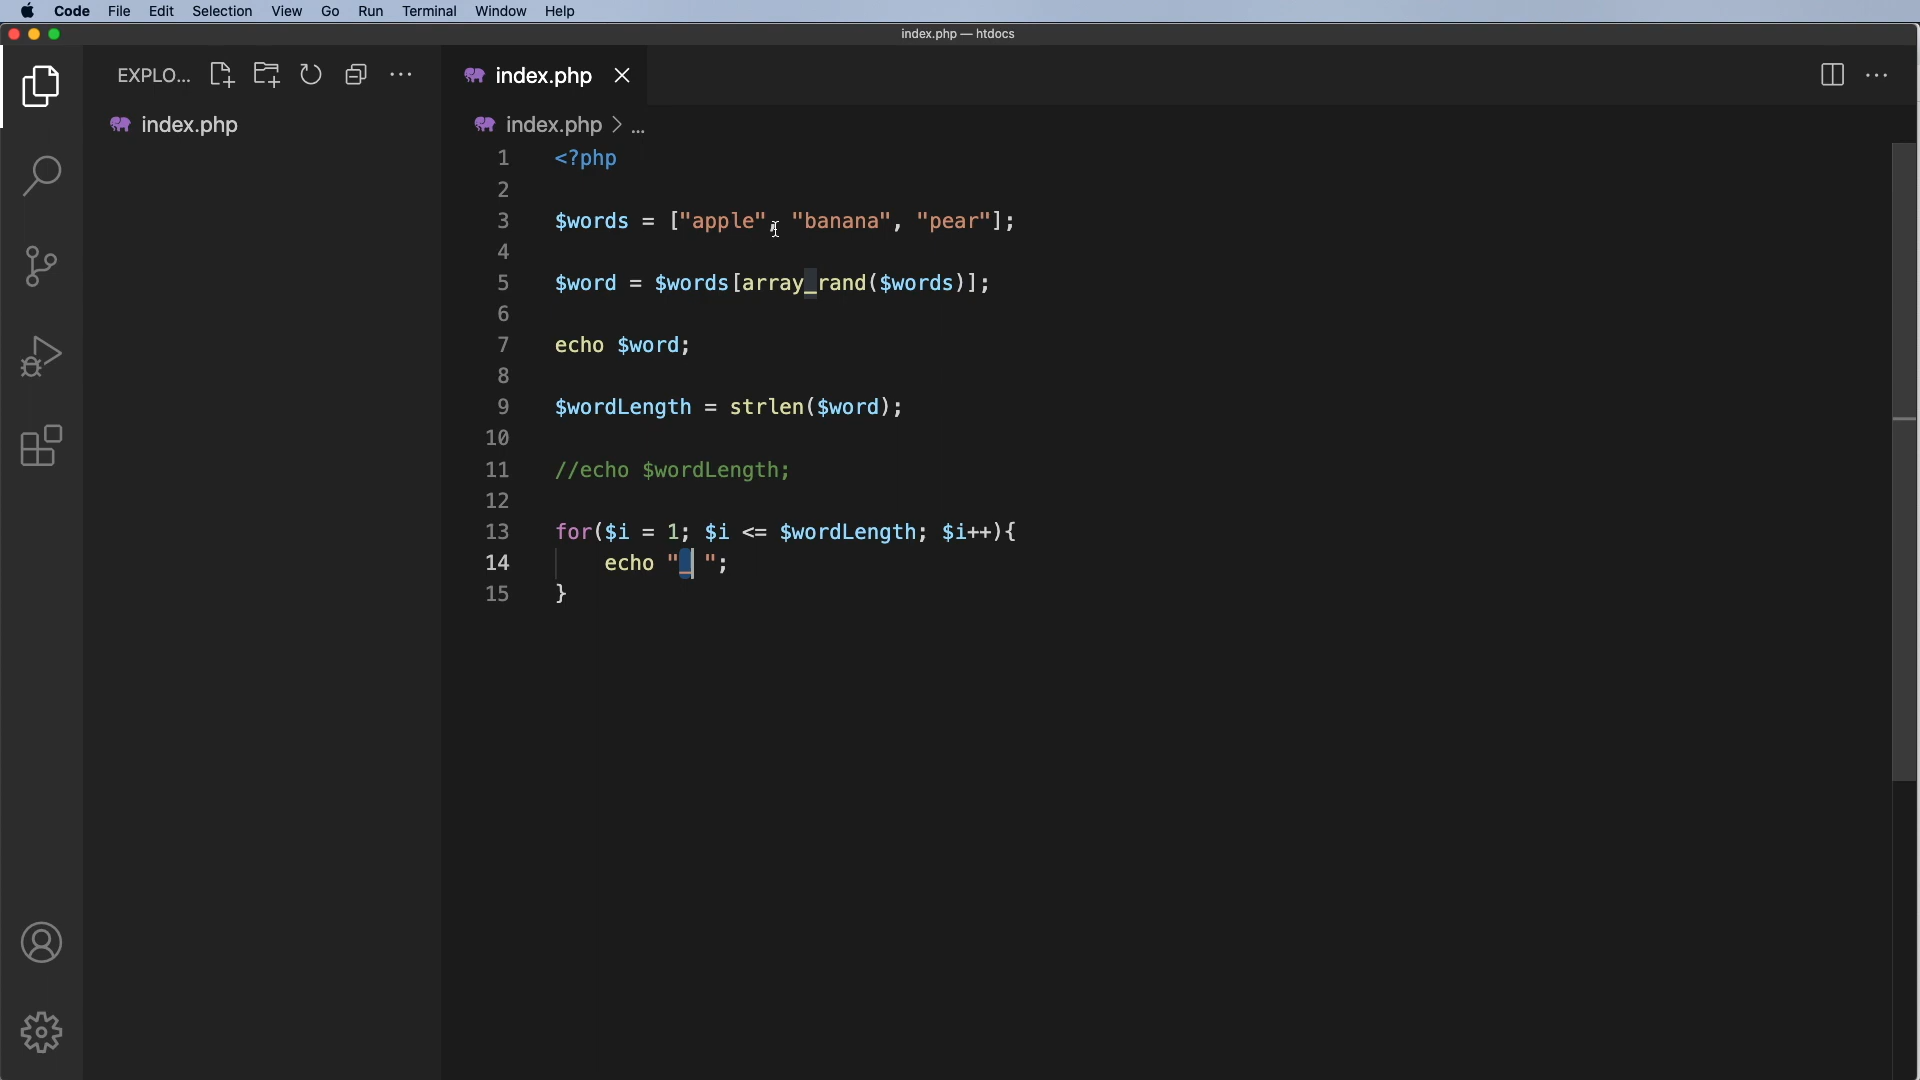 Code File Edit Selection View Go Run Terminal Window Help
index.php — htdocs
EXPLO...
index.php
index.php
index.php > ...
1 <?php
2
3 $words = ["apple", "banana", "pear"];
4
5 $word = $words[array_rand($words)];
6
7 echo $word;
8
9 $wordLength = strlen($word);
10
11 //echo $wordLength;
12
13 for($i = 1; $i <= $wordLength; $i++){
14     echo "_ ";
15 }